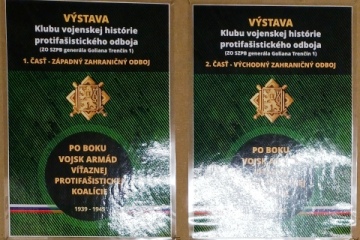 VÝSTAVA
Klubu vojenskej histórie
protifašistického odboja
(ZO SZPB generála Goliana Trenčín 1)
1. ČASŤ - ZÁPADNÝ ZAHRANIČNÝ ODBOJ
PO BOKU
VOJSK ARMÁD
VÍŤAZNEJ
PROTIFAŠISTICKEJ
KOALÍCIE
1939 - 1945
VÝSTAVA
Klubu vojenskej histórie
protifašistického odboja
(ZO SZPB generála Goliana Trenčín 1)
2. ČASŤ - VÝCHODNÝ ZAHRANIČNÝ ODBOJ
PO BOKU
VOJSK